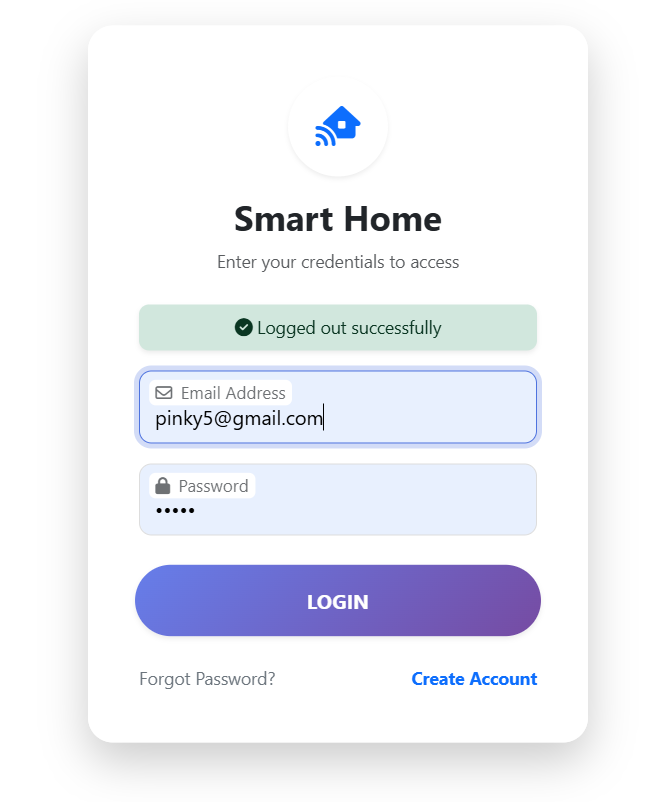 Smart Home
Enter your credentials to access
Logged out successfully
Email Address
pinky5@gmail.com
Password
•••••
LOGIN
Forgot Password? Create Account